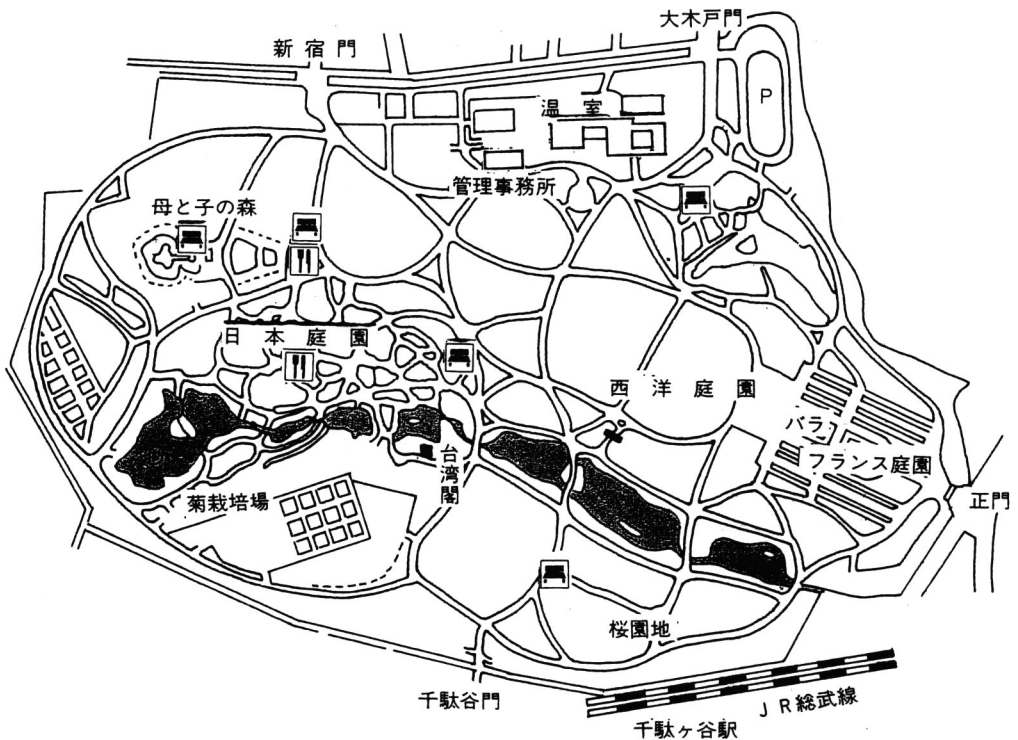 大木戸門
新宿門
P
温室
管理事務所
母と子の森
日本庭園
西洋庭園
バラ
フランス庭園
台湾閣
菊栽培場
正門
桜園地
千駄谷門
JR総武線
千駄ヶ谷駅